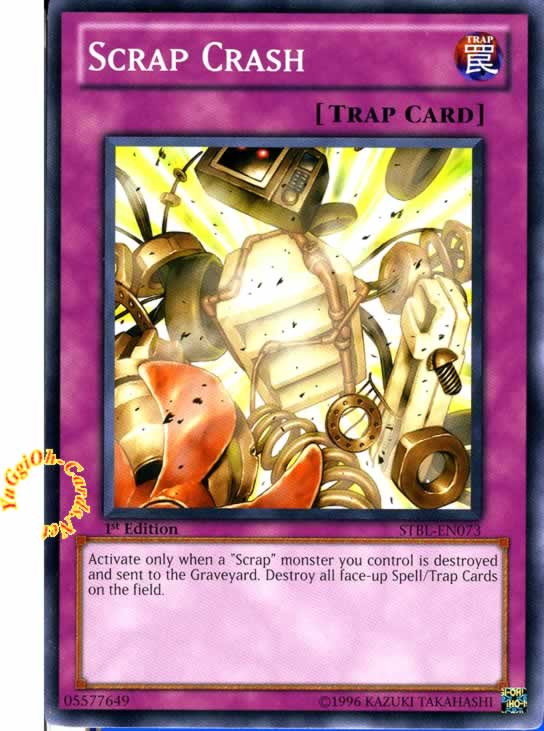 SCRAP CRASH
TRAP
罠
[TRAP CARD]
YuGgiOh-Cards.Net
1st Edition
STBL-EN073
Activate only when a "Scrap" monster you control is destroyed
and sent to the Graveyard. Destroy all face-up Spell/Trap Cards
on the field.
05577649
©1996 KAZUKI TAKAHASHI